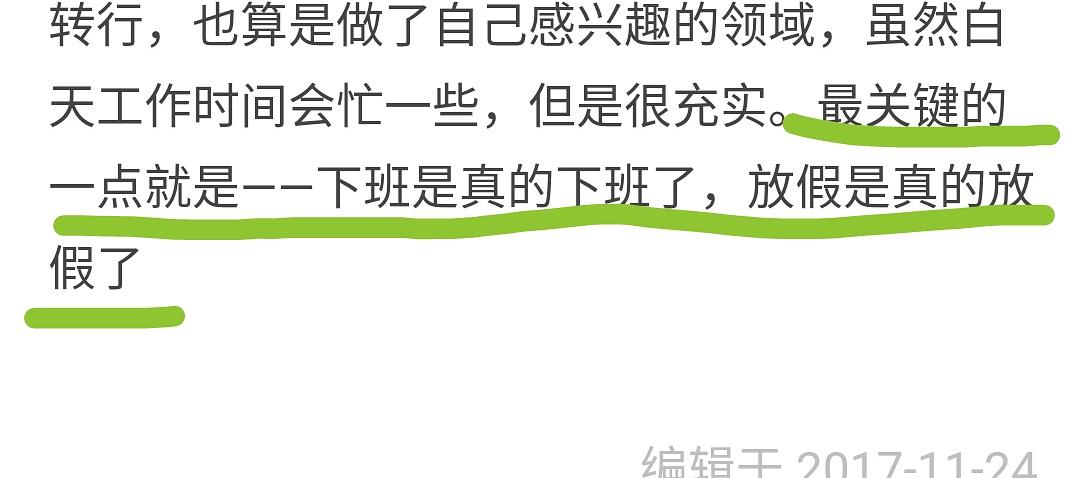 转行，也算是做了自己感兴趣的领域，虽然白
天工作时间会忙一些，但是很充实。最关键的
一点就是——下班是真的下班了，放假是真的放
假了
编辑于 2017-11-24